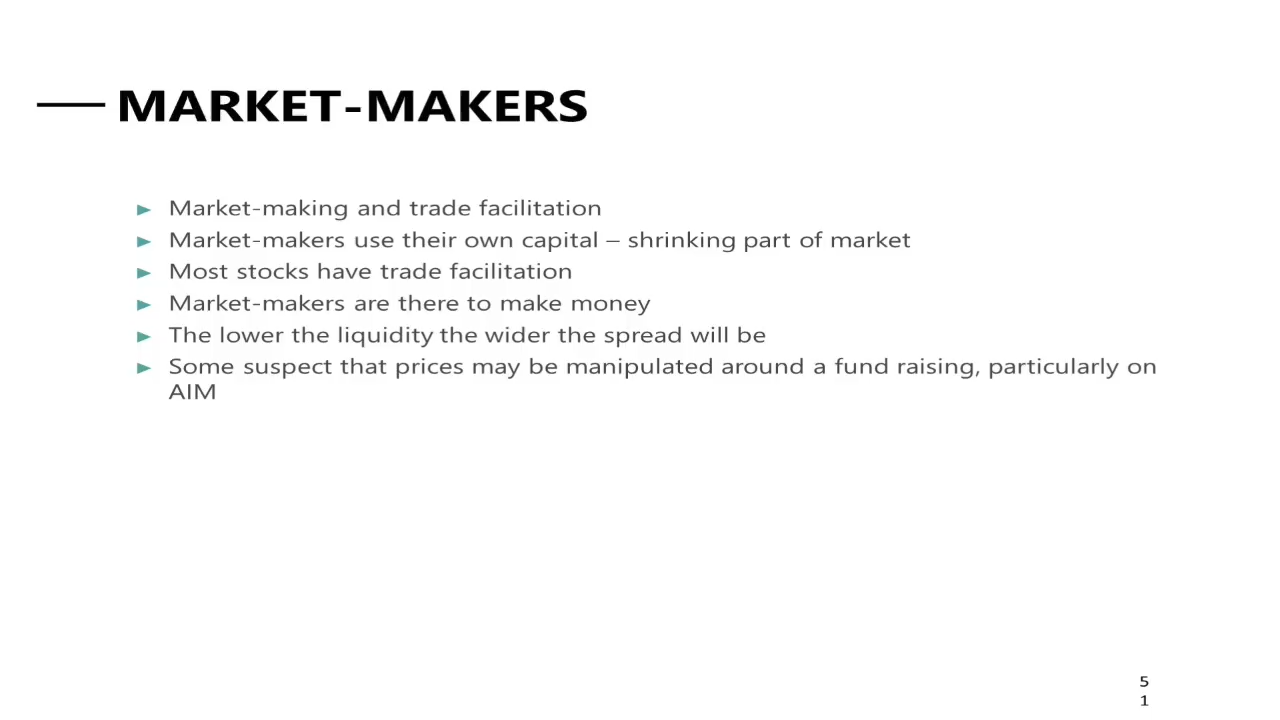 MARKET-MAKERS
► Market-making and trade facilitation
► Market-makers use their own capital – shrinking part of market
► Most stocks have trade facilitation
► Market-makers are there to make money
► The lower the liquidity the wider the spread will be
► Some suspect that prices may be manipulated around a fund raising, particularly on
AIM
5
1